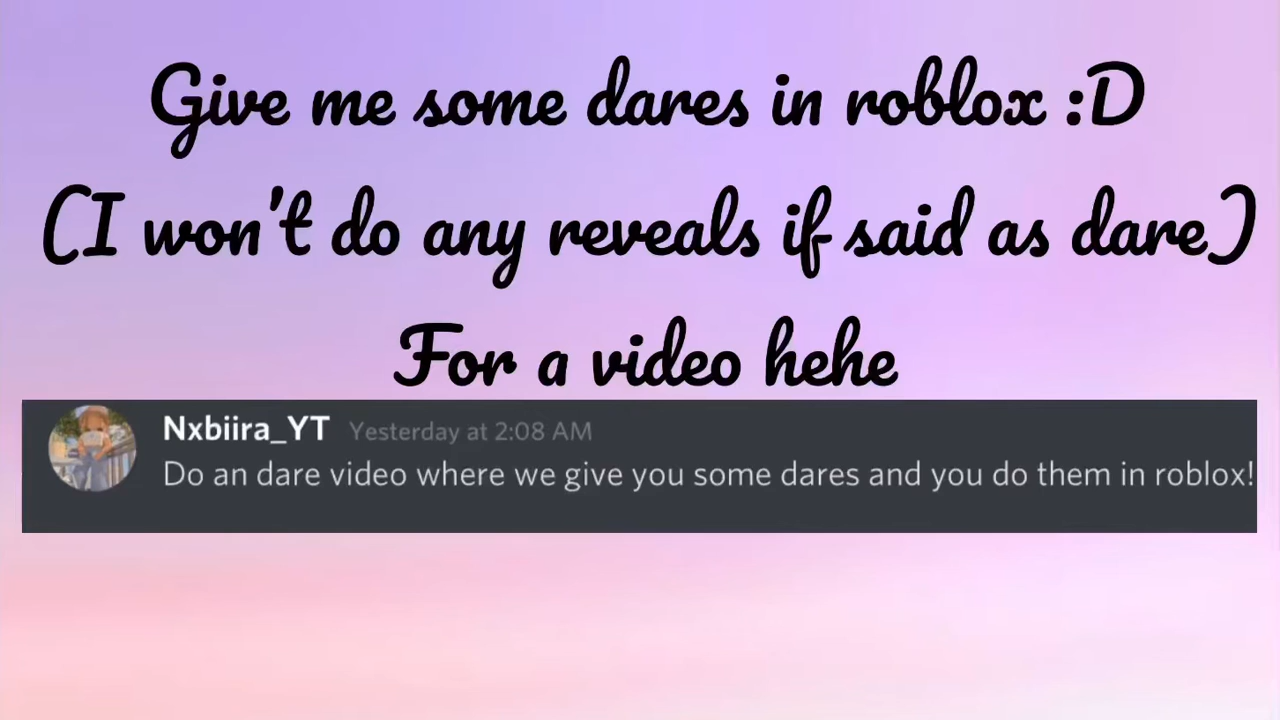 Give me some dares in roblox :D
(I won't do any reveals if said as dare)
For a video hehe
Nxbiira_YT Yesterday at 2:08 AM
Do an dare video where we give you some dares and you do them in roblox!